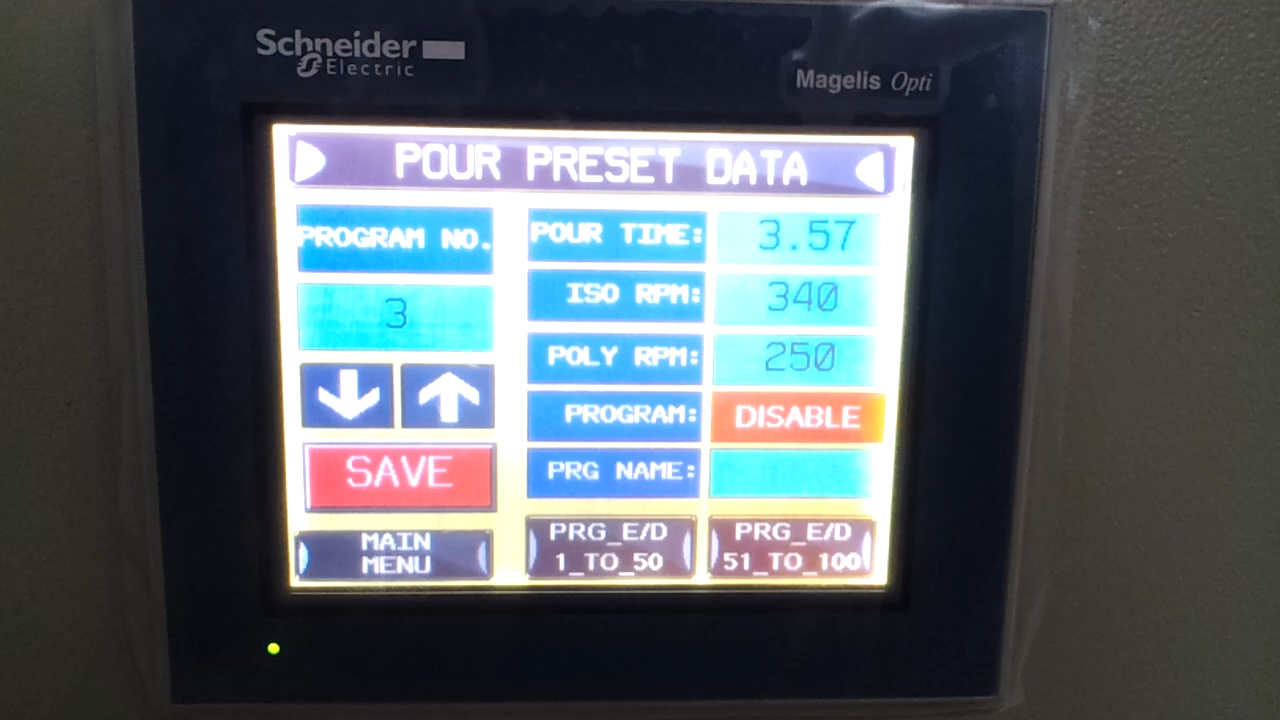 Schneider
Electric
Magelis Opti
POUR PRESET DATA
PROGRAM NO.
3
SAVE
MAIN
MENU
POUR TIME: 3.57
ISO RPM: 340
POLY RPM: 250
PROGRAM: DISABLE
PRG NAME:
PRG_E/D
1_TO_50
PRG_E/D
51_TO_100